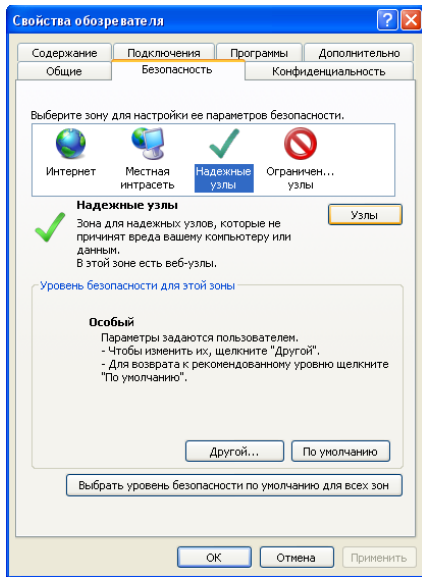 Свойства обозревателя
Содержание Подключения Программы Дополнительно
Общие Безопасность Конфиденциальность
Выберите зону для настройки ее параметров безопасности.
Интернет Местная интрасеть Надежные узлы Ограничен... узлы
Надежные узлы
Узлы
Зона для надежных узлов, которые не
причинят вреда вашему компьютеру или
данным.
В этой зоне есть веб-узлы.
Уровень безопасности для этой зоны
Особый
Параметры задаются пользователем.
- Чтобы изменить их, щелкните "Другой".
- Для возврата к рекомендованному уровню щелкните
"По умолчанию".
Другой... По умолчанию
Выбрать уровень безопасности по умолчанию для всех зон
ОК Отмена Применить